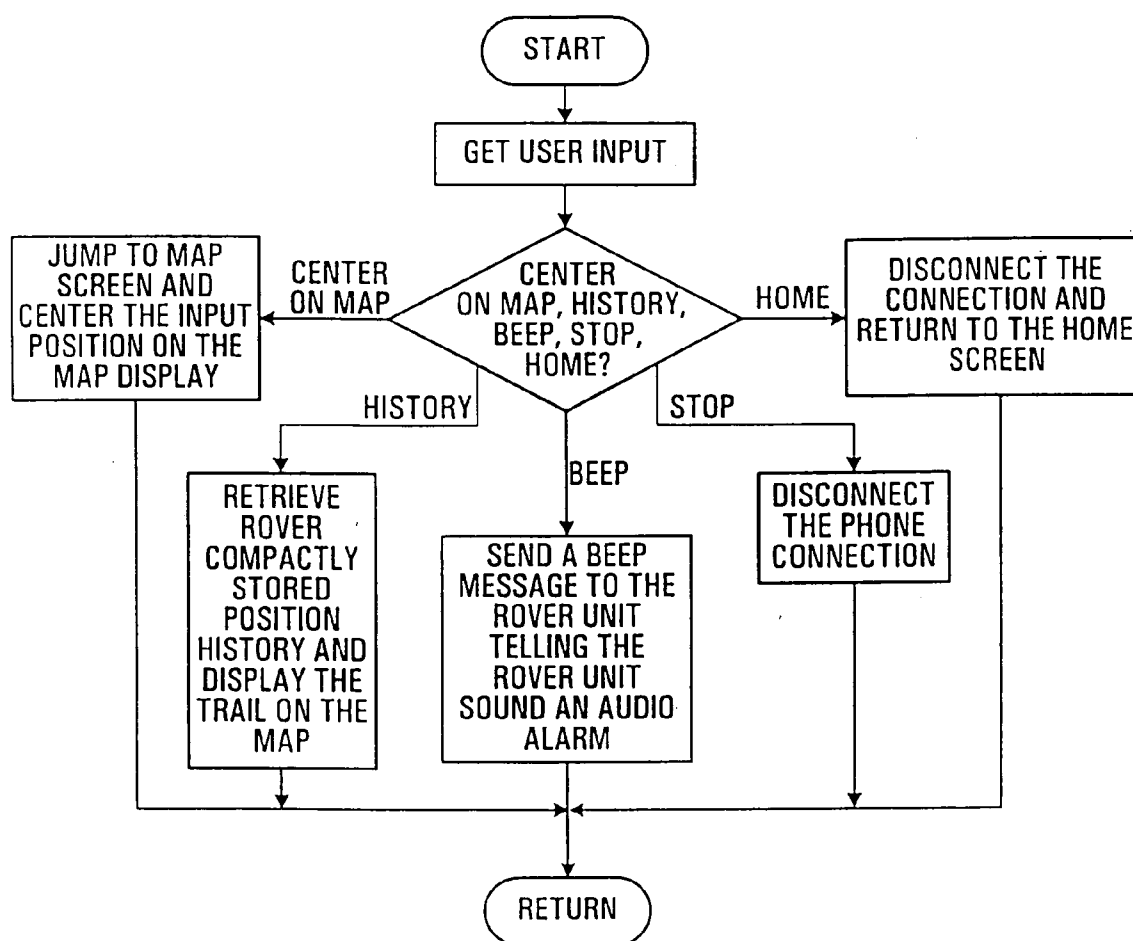 START
GET USER INPUT
CENTER
ON MAP, HISTORY,
BEEP, STOP,
HOME?
CENTER
ON MAP
JUMP TO MAP
SCREEN AND
CENTER THE INPUT
POSITION ON THE
MAP DISPLAY
HOME
DISCONNECT THE
CONNECTION AND
RETURN TO THE HOME
SCREEN
HISTORY
RETRIEVE
ROVER
COMPACTLY
STORED
POSITION
HISTORY AND
DISPLAY THE
TRAIL ON THE
MAP
BEEP
SEND A BEEP
MESSAGE TO THE
ROVER UNIT
TELLING THE
ROVER UNIT
SOUND AN AUDIO
ALARM
STOP
DISCONNECT
THE PHONE
CONNECTION
RETURN